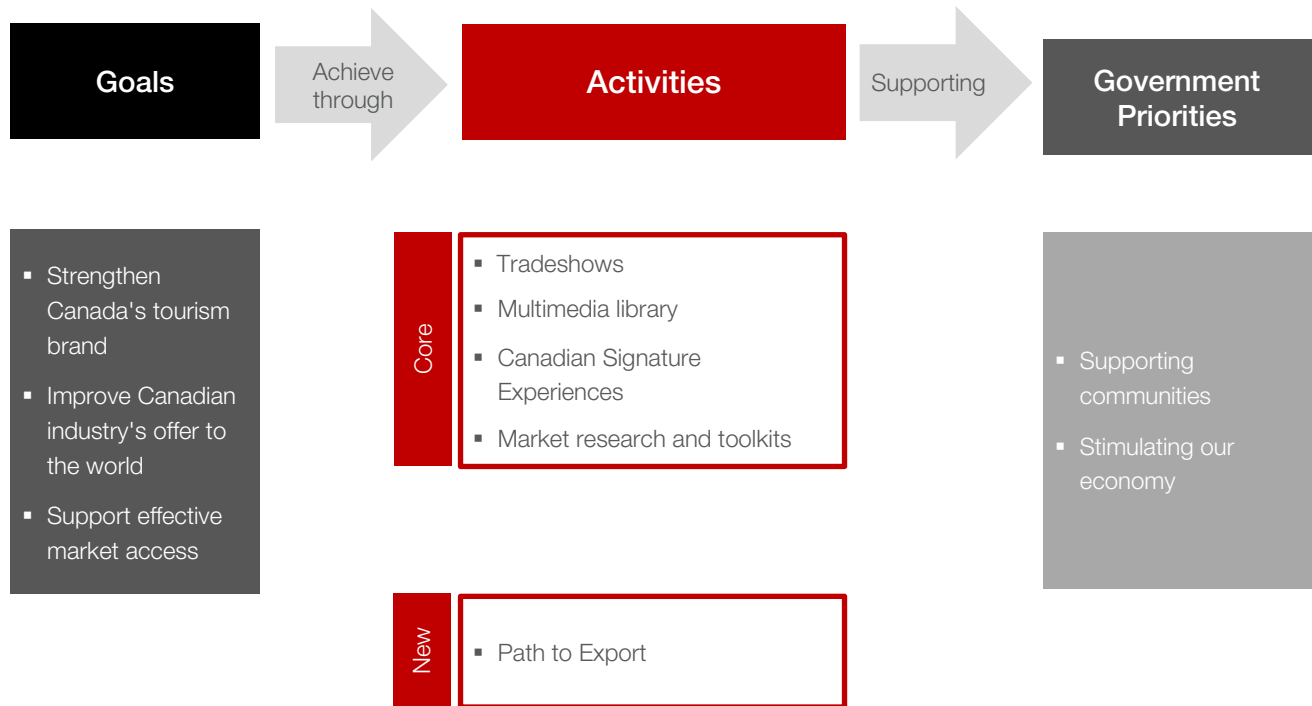 Goals
Achieve
through
Activities
Supporting
Government
Priorities
▪ Strengthen
Canada's tourism
brand
▪ Improve Canadian
industry's offer to
the world
▪ Support effective
market access
Core
▪ Tradeshows
▪ Multimedia library
▪ Canadian Signature
Experiences
▪ Market research and toolkits
▪ Supporting
communities
▪ Stimulating our
economy
New
▪ Path to Export